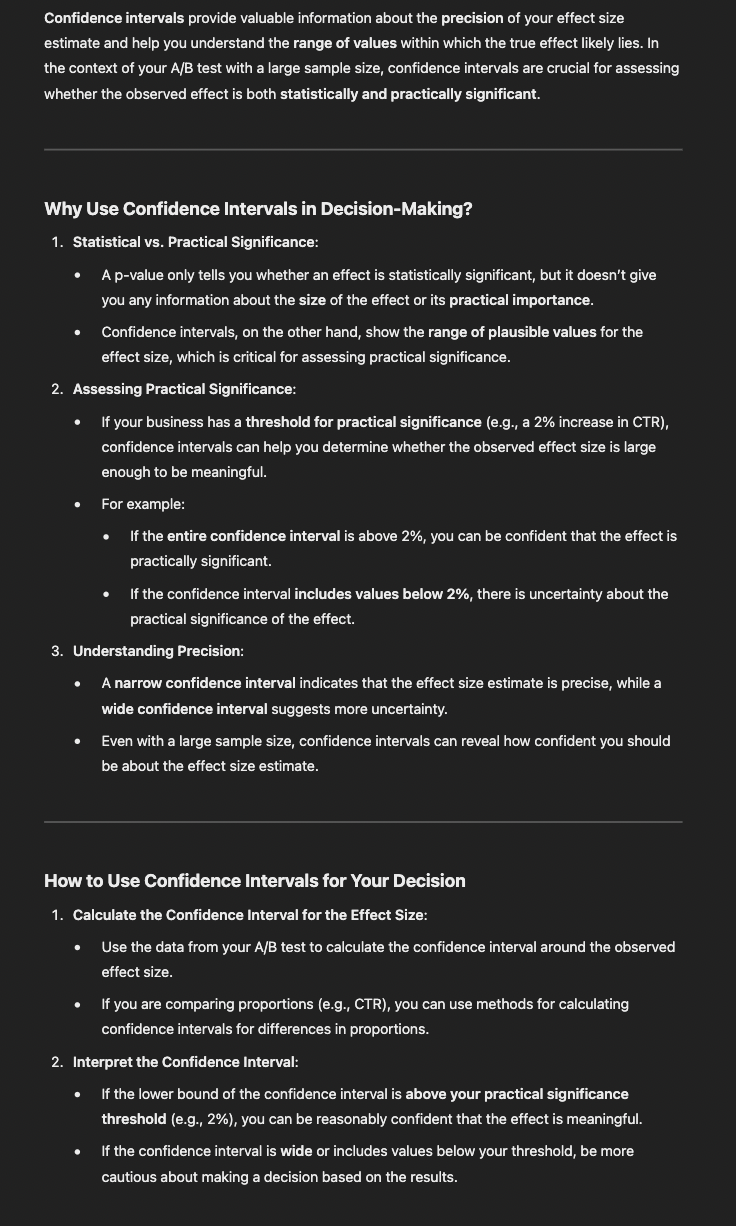 Confidence intervals provide valuable information about the precision of your effect size
estimate and help you understand the range of values within which the true effect likely lies. In
the context of your A/B test with a large sample size, confidence intervals are crucial for assessing
whether the observed effect is both statistically and practically significant.
Why Use Confidence Intervals in Decision-Making?
1. Statistical vs. Practical Significance:
• A p-value only tells you whether an effect is statistically significant, but it doesn’t give
you any information about the size of the effect or its practical importance.
• Confidence intervals, on the other hand, show the range of plausible values for the
effect size, which is critical for assessing practical significance.
2. Assessing Practical Significance:
• If your business has a threshold for practical significance (e.g., a 2% increase in CTR),
confidence intervals can help you determine whether the observed effect size is large
enough to be meaningful.
• For example:
• If the entire confidence interval is above 2%, you can be confident that the effect is
practically significant.
• If the confidence interval includes values below 2%, there is uncertainty about the
practical significance of the effect.
3. Understanding Precision:
• A narrow confidence interval indicates that the effect size estimate is precise, while a
wide confidence interval suggests more uncertainty.
• Even with a large sample size, confidence intervals can reveal how confident you should
be about the effect size estimate.
How to Use Confidence Intervals for Your Decision
1. Calculate the Confidence Interval for the Effect Size:
• Use the data from your A/B test to calculate the confidence interval around the observed
effect size.
• If you are comparing proportions (e.g., CTR), you can use methods for calculating
confidence intervals for differences in proportions.
2. Interpret the Confidence Interval:
• If the lower bound of the confidence interval is above your practical significance
threshold (e.g., 2%), you can be reasonably confident that the effect is meaningful.
• If the confidence interval is wide or includes values below your threshold, be more
cautious about making a decision based on the results.